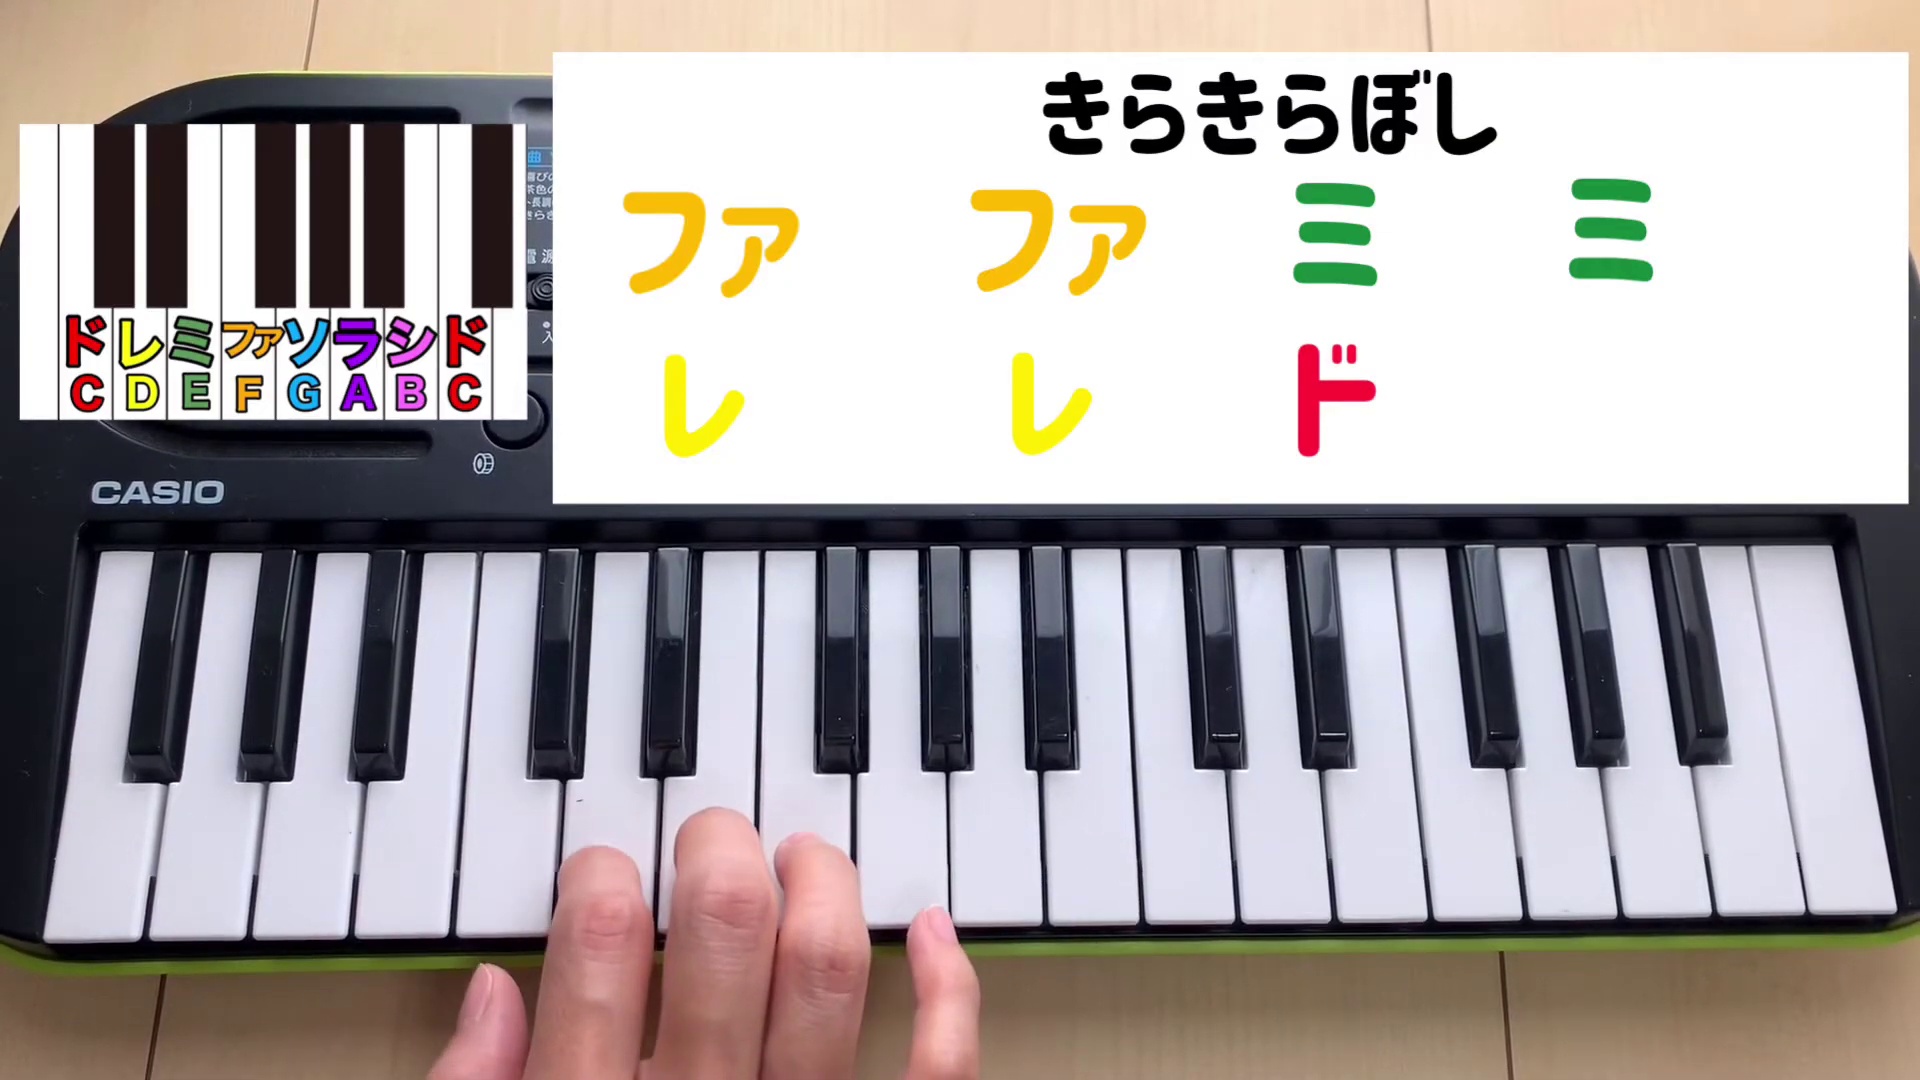 きらきらぼし
ファ ファ ミ ミ
レ レ ド
ド レ ミ ファ ソ ラ シ ド
C D E F G A B C
CASIO